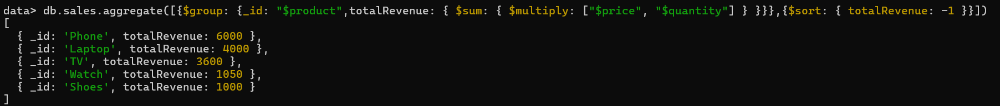 data> db.sales.aggregate([{$group: {_id: "$product",totalRevenue: { $sum: { $multiply: ["$price", "$quantity"] } }}},{$sort: { totalRevenue: -1 }}])
[
  { _id: 'Phone', totalRevenue: 6000 },
  { _id: 'Laptop', totalRevenue: 4000 },
  { _id: 'TV', totalRevenue: 3600 },
  { _id: 'Watch', totalRevenue: 1050 },
  { _id: 'Shoes', totalRevenue: 1000 }
]